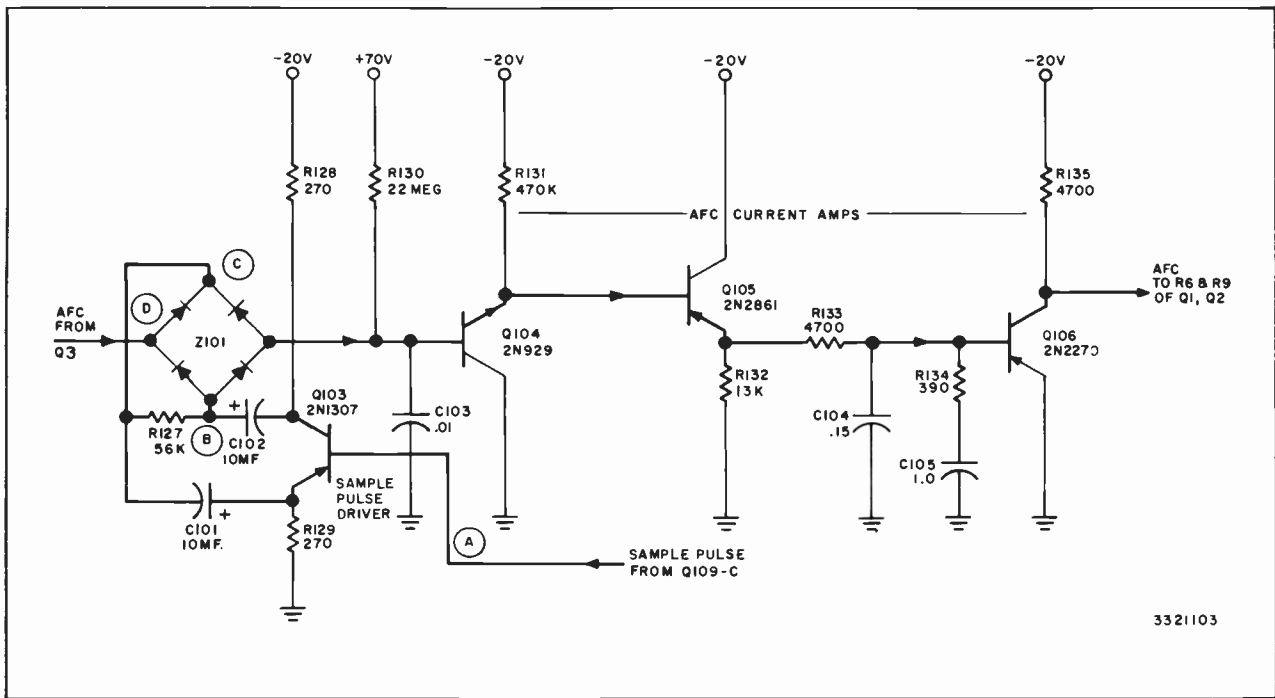 -20V
+70V
-20V
-20V
-20V
R128
270
R130
22 MEG
R131
470K
R135
4700
AFC CURRENT AMPS
C
D
AFC
FROM
Q3
Z101
Q103
2N1307
Q104
2N929
Q105
2N2861
R133
4700
AFC
TO R6 & R9
OF Q1, Q2
Q106
2N2270
R127
56K
B
+
C102
10MF
C103
.01
R132
13K
C104
.15
R134
390
C105
1.0
SAMPLE
PULSE
DRIVER
C101
10MF.
+
R129
270
A
SAMPLE PULSE
FROM Q109-C
3321103